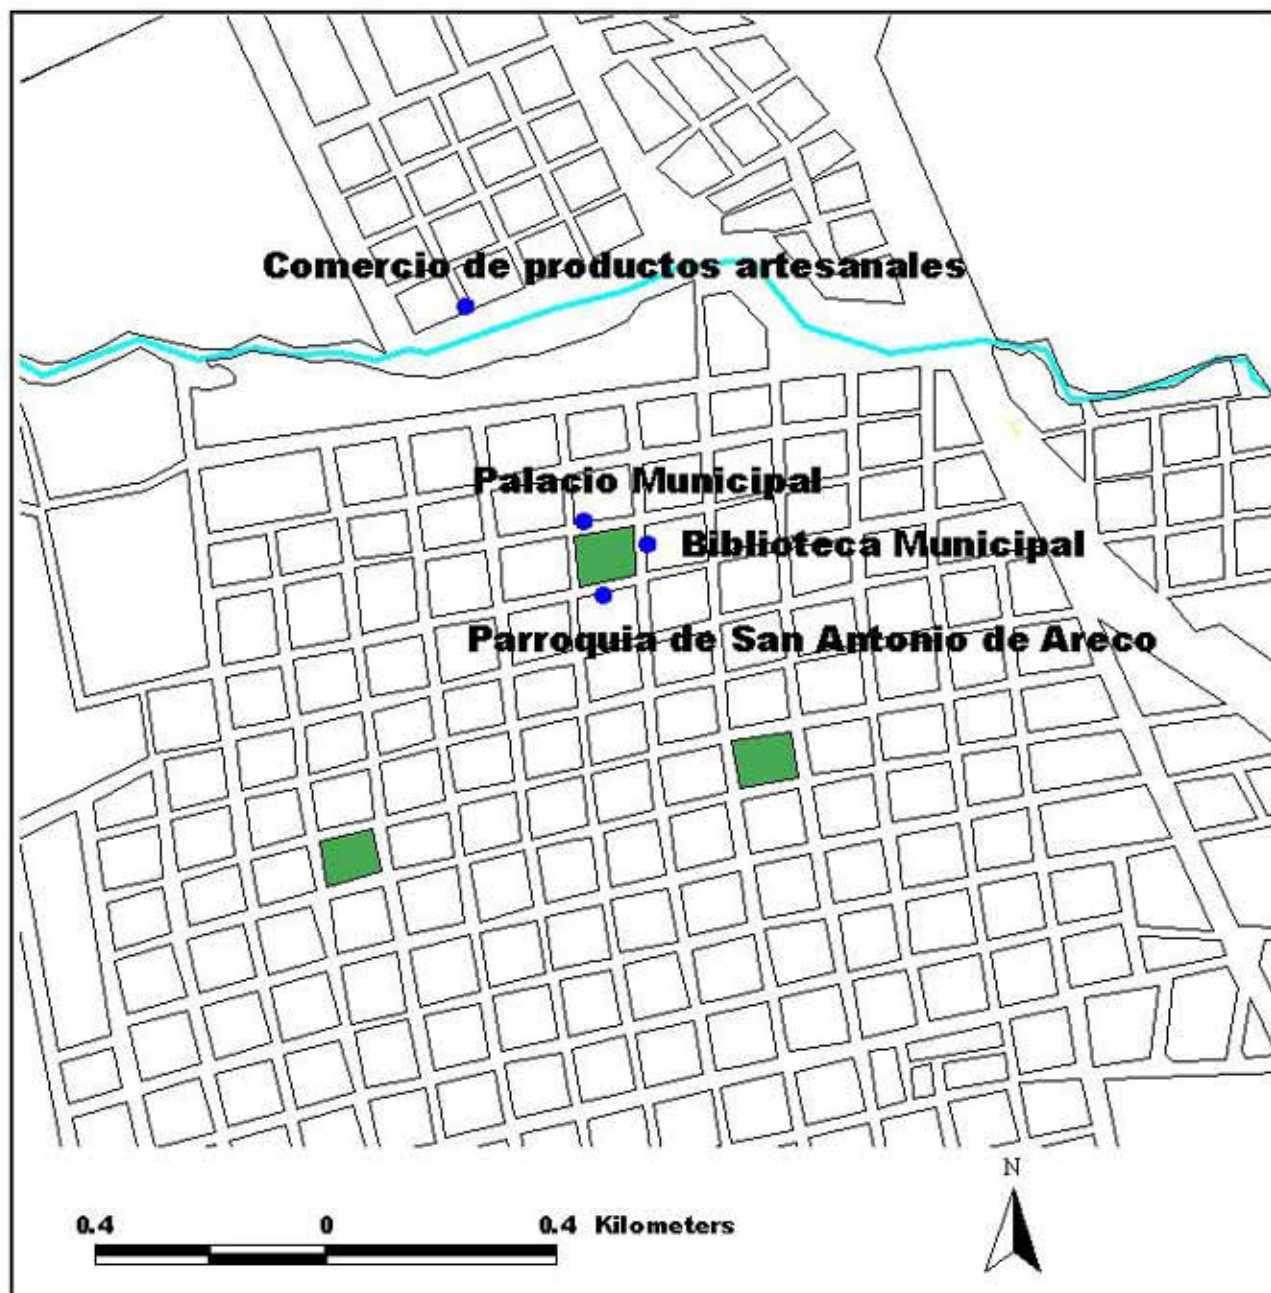 Comercio de productos artesanales
Palacio Municipal
Biblioteca Municipal
Parroquia de San Antonio de Areco
N
0.4 0 0.4 Kilometers